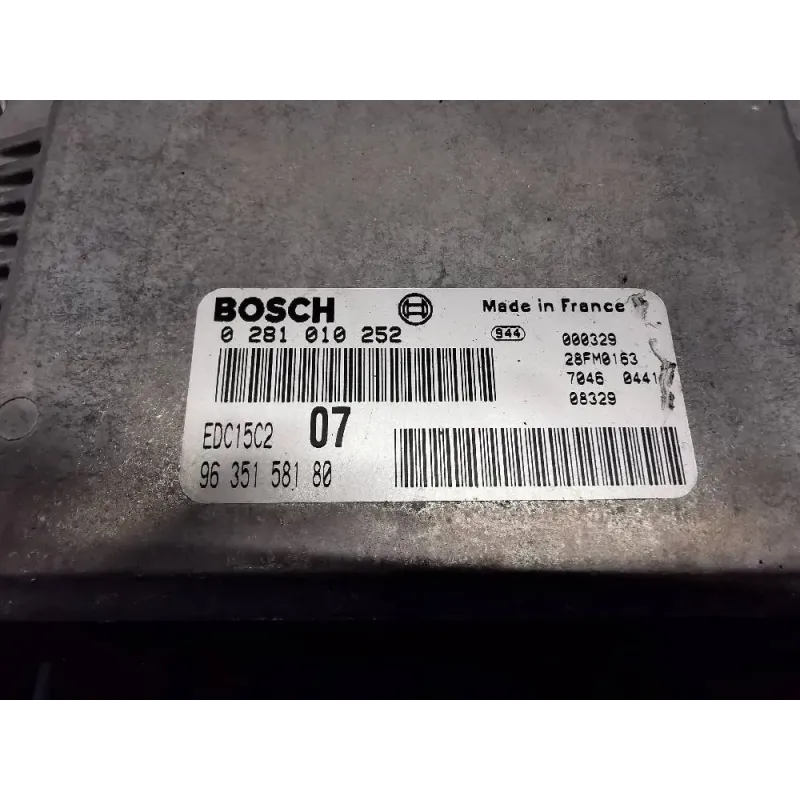 BOSCH Made in France
0 281 010 252 944 000329
28FM0163
7046 0441
08329
EDC15C2 07
96 351 581 80